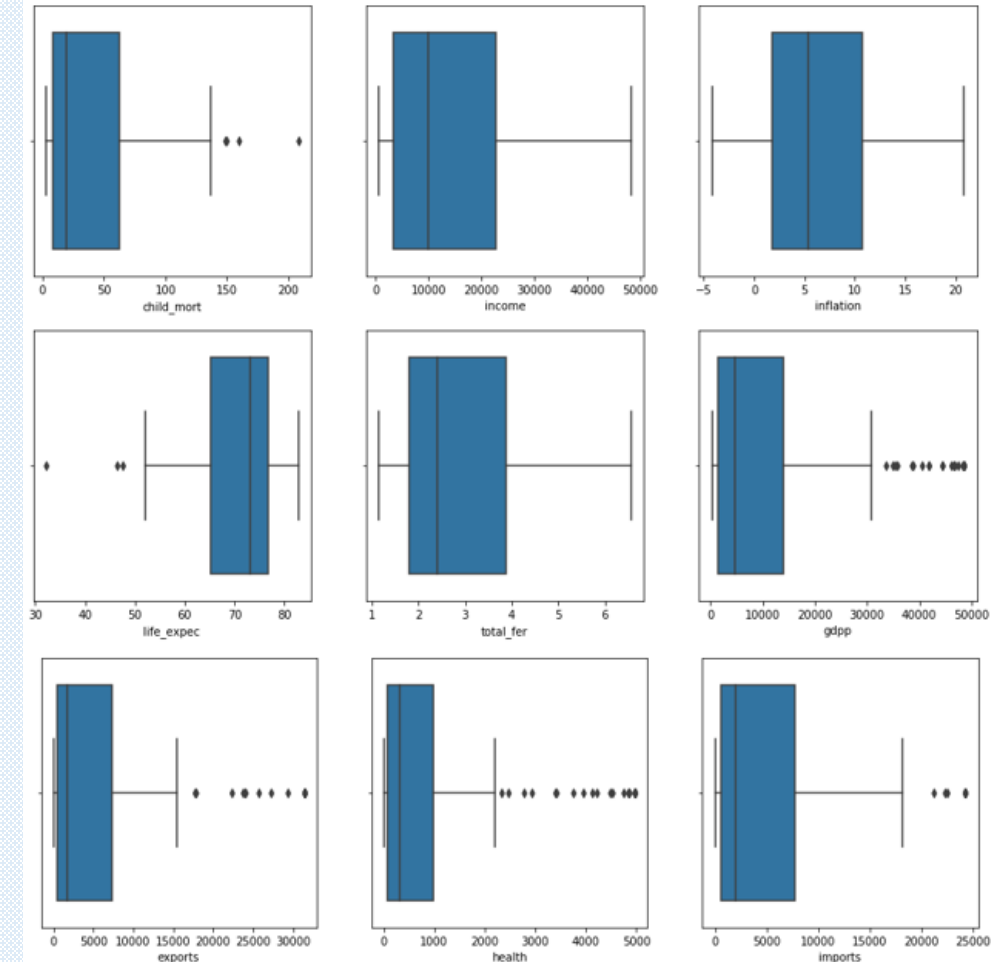 0 50 100 150 200
child_mort
0 10000 20000 30000 40000 50000
income
−5 0 5 10 15 20
inflation
30 40 50 60 70 80
life_expec
1 2 3 4 5 6
total_fer
0 10000 20000 30000 40000 50000
gdpp
0 5000 10000 15000 20000 25000 30000
exports
0 1000 2000 3000 4000 5000
health
0 5000 10000 15000 20000 25000
imports